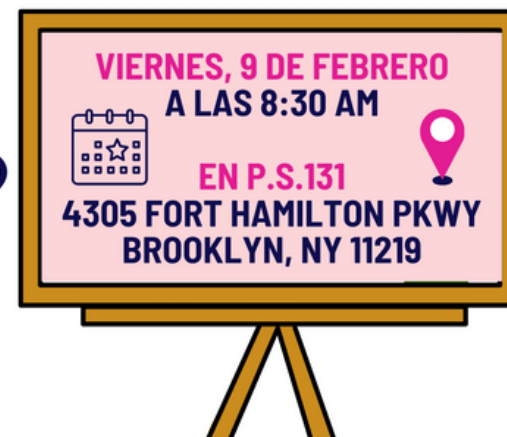 VIERNES, 9 DE FEBRERO
A LAS 8:30 AM
EN P.S.131
4305 FORT HAMILTON PKWY
BROOKLYN, NY 11219